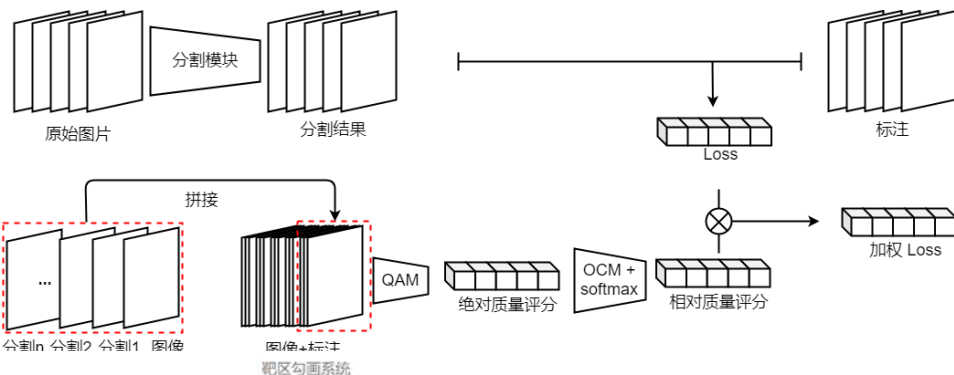 分割模块
原始图片
分割结果
标注
Loss
拼接
QAM
OCM +
softmax
绝对质量评分
相对质量评分
加权 Loss
...
分割n 分割2 分割1 图像
图像+标注
靶区勾画系统